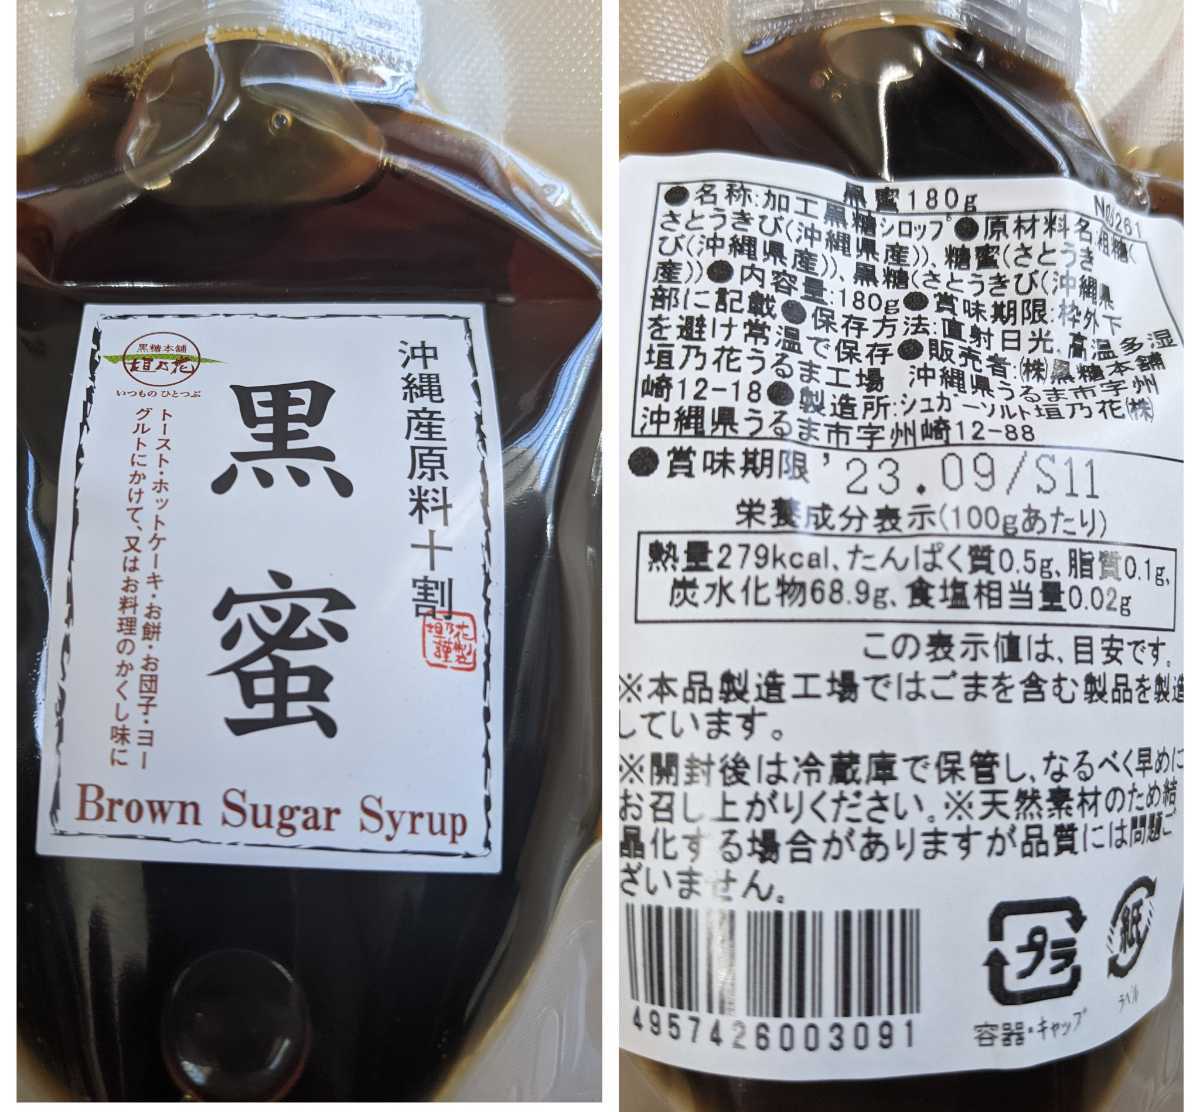 黒糖本舗
垣乃花
いつものひとつぶ
沖縄産原料十割
垣乃花謹製
黒蜜
トースト・ホットケーキ・お餅・お団子・ヨー
グルトにかけて、又はお料理のかくし味に
Brown Sugar Syrup
黒蜜180g
●名称:加工黒糖シロップ●原材料名:粗糖(
さとうきび(沖縄県産))、糖蜜(さとうき
び(沖縄県産))、黒糖(さとうきび(沖縄県
産))●内容量:180g●賞味期限:枠外下
部に記載●保存方法:直射日光、高温多湿
を避け常温で保存●販売者:(株)黒糖本舗
垣乃花うるま工場 沖縄県うるま市字州
崎12-18●製造所:シュガーソルト垣乃花(株)
沖縄県うるま市字州崎12-88
●賞味期限'23.09/S11
栄養成分表示(100gあたり)
熱量279kcal、たんぱく質0.5g、脂質0.1g、
炭水化物68.9g、食塩相当量0.02g
この表示値は、目安です。
※本品製造工場ではごまを含む製品を製造
しています。
※開封後は冷蔵庫で保管し、なるべく早めに
お召し上がりください。※天然素材のため結
晶化する場合がありますが品質には問題ご
ざいません。
4957426003091
プラ
容器・キャップ
紙
ラベル